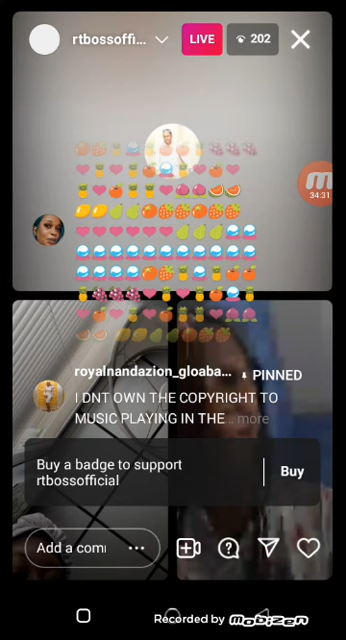 rtbossoffi...
LIVE
202
34:31
royalnandazion_gloaba...
PINNED
I DNT OWN THE COPYRIGHT TO
MUSIC PLAYING IN THE... more
Buy a badge to support
rtbossofficial
Buy
Add a com
Recorded by MOBIZEN